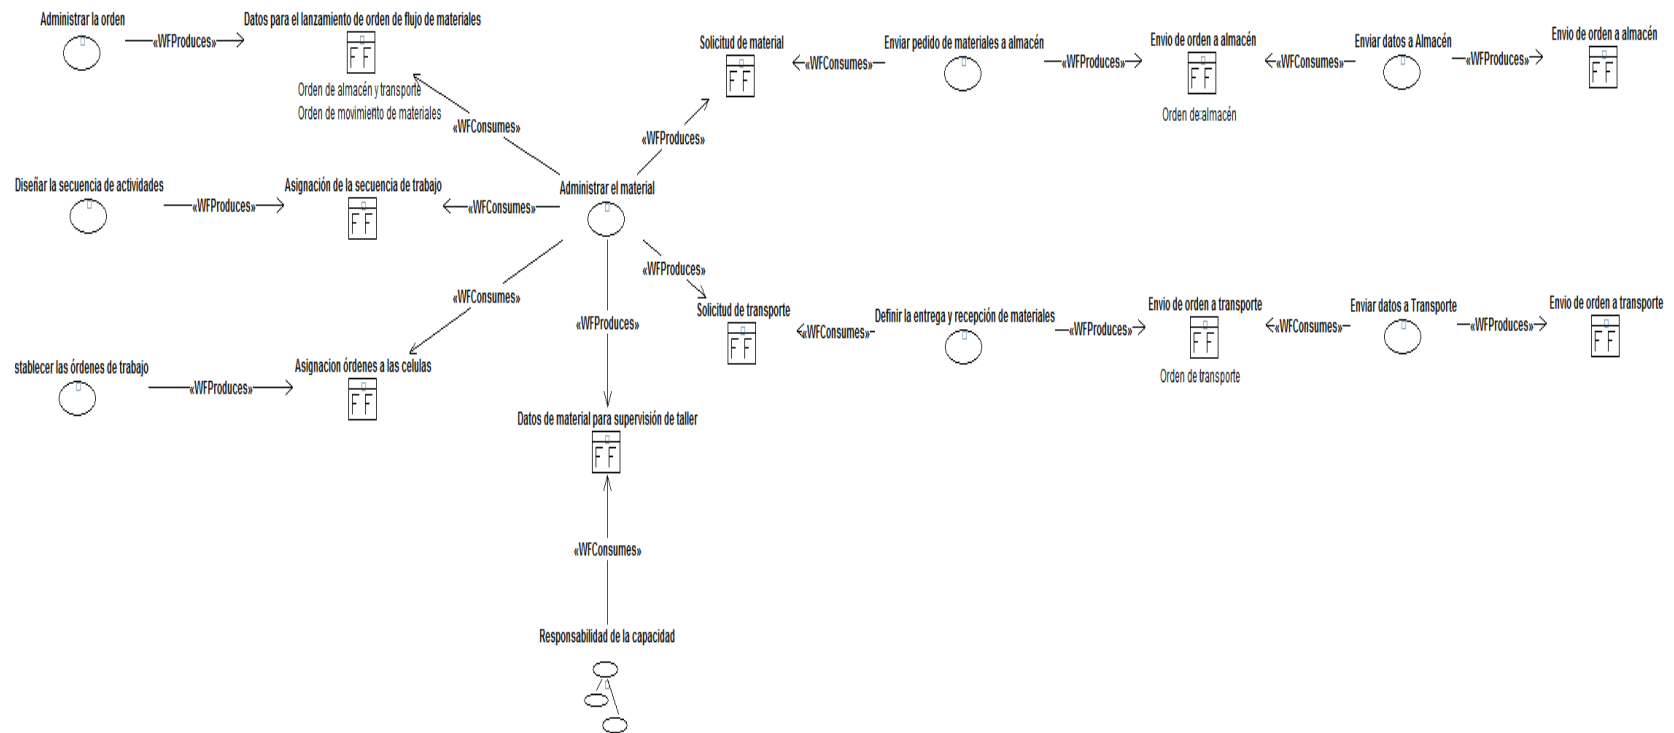 Administrar la orden
Datos para el lanzamiento de orden de flujo de materiales
«WFProduces»
F F
Orden de almacén y transporte
Orden de movimiento de materiales
«WFConsumes»
Solicitud de material
F F
«WFConsumes»
Enviar pedido de materiales a almacén
«WFProduces»
Envio de orden a almacén
F F
Orden de almacén
«WFConsumes»
Enviar datos a Almacén
«WFProduces»
Envio de orden a almacén
F F
«WFProduces»
Diseñar la secuencia de actividades
«WFProduces»
Asignación de la secuencia de trabajo
F F
«WFConsumes»
Administrar el material
«WFConsumes»
«WFProduces»
«WFProduces»
Solicitud de transporte
F F
«WFConsumes»
Definir la entrega y recepción de materiales
«WFProduces»
Envio de orden a transporte
F F
Orden de transporte
«WFConsumes»
Enviar datos a Transporte
«WFProduces»
Envio de orden a transporte
F F
stablecer las órdenes de trabajo
«WFProduces»
Asignacion órdenes a las celulas
F F
Datos de material para supervisión de taller
F F
«WFConsumes»
Responsabilidad de la capacidad